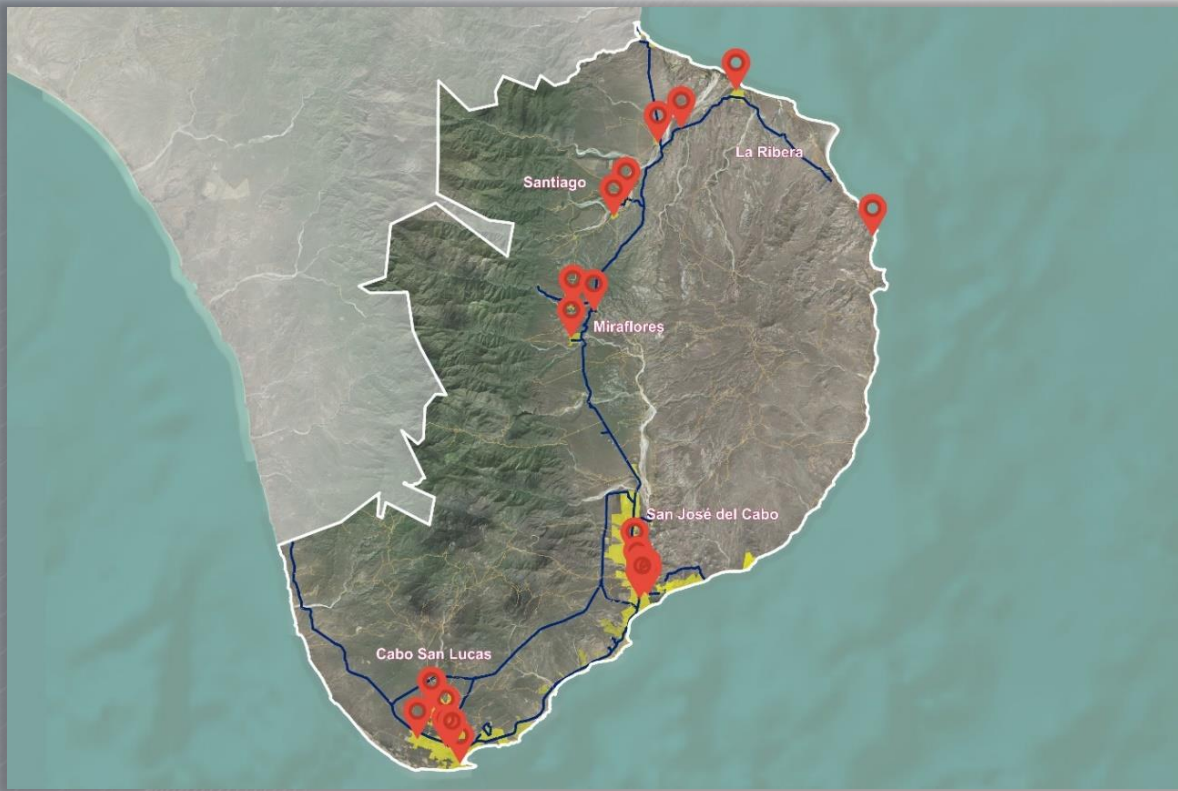 La Ribera
Santiago
Miraflores
San José del Cabo
Cabo San Lucas